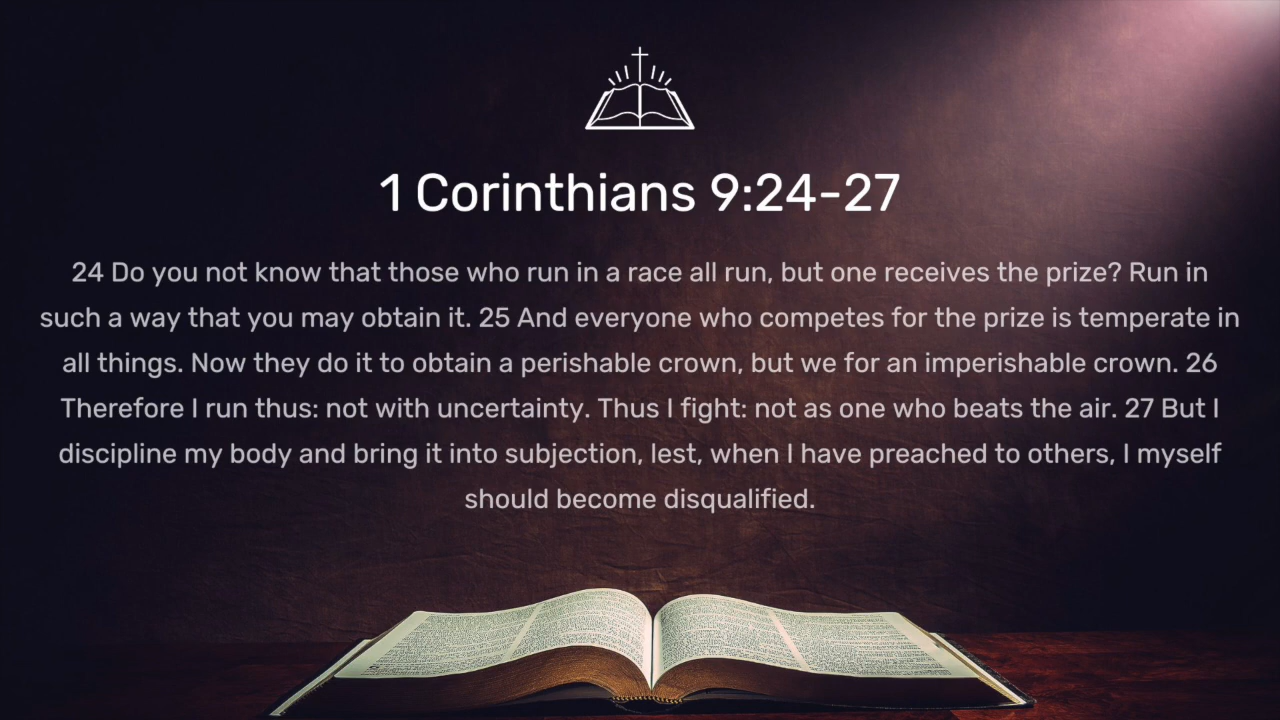 1 Corinthians 9:24-27
24 Do you not know that those who run in a race all run, but one receives the prize? Run in
such a way that you may obtain it. 25 And everyone who competes for the prize is temperate in
all things. Now they do it to obtain a perishable crown, but we for an imperishable crown. 26
Therefore I run thus: not with uncertainty. Thus I fight: not as one who beats the air. 27 But I
discipline my body and bring it into subjection, lest, when I have preached to others, I myself
should become disqualified.